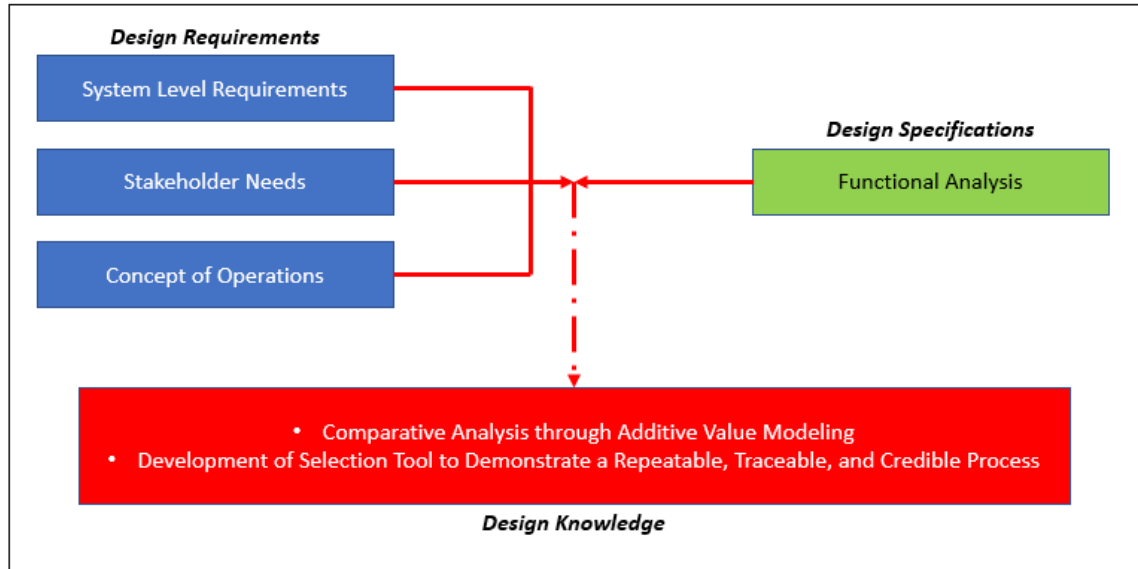 Design Requirements
System Level Requirements
Stakeholder Needs
Concept of Operations
Design Specifications
Functional Analysis
• Comparative Analysis through Additive Value Modeling
• Development of Selection Tool to Demonstrate a Repeatable, Traceable, and Credible Process
Design Knowledge